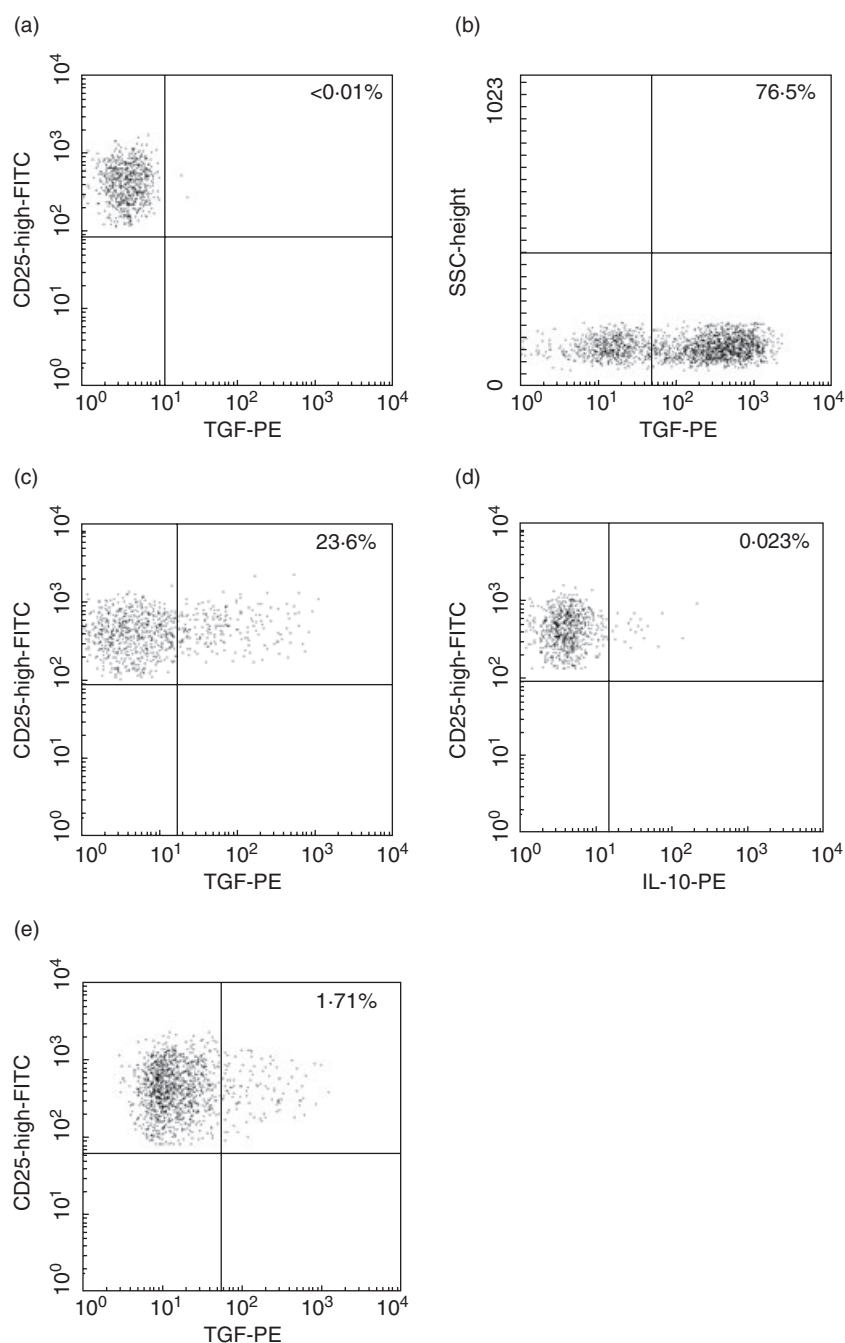 (a)
<0·01%
CD25-high-FITC
10⁴
10³
10²
10¹
10⁰
10⁰ 10¹ 10² 10³ 10⁴
TGF-PE
(b)
76·5%
SSC-height
1023
0
10⁰ 10¹ 10² 10³ 10⁴
TGF-PE
(c)
23·6%
CD25-high-FITC
10⁴
10³
10²
10¹
10⁰
10⁰ 10¹ 10² 10³ 10⁴
TGF-PE
(d)
0·023%
CD25-high-FITC
10⁴
10³
10²
10¹
10⁰
10⁰ 10¹ 10² 10³ 10⁴
IL-10-PE
(e)
1·71%
CD25-high-FITC
10⁴
10³
10²
10¹
10⁰
10⁰ 10¹ 10² 10³ 10⁴
TGF-PE